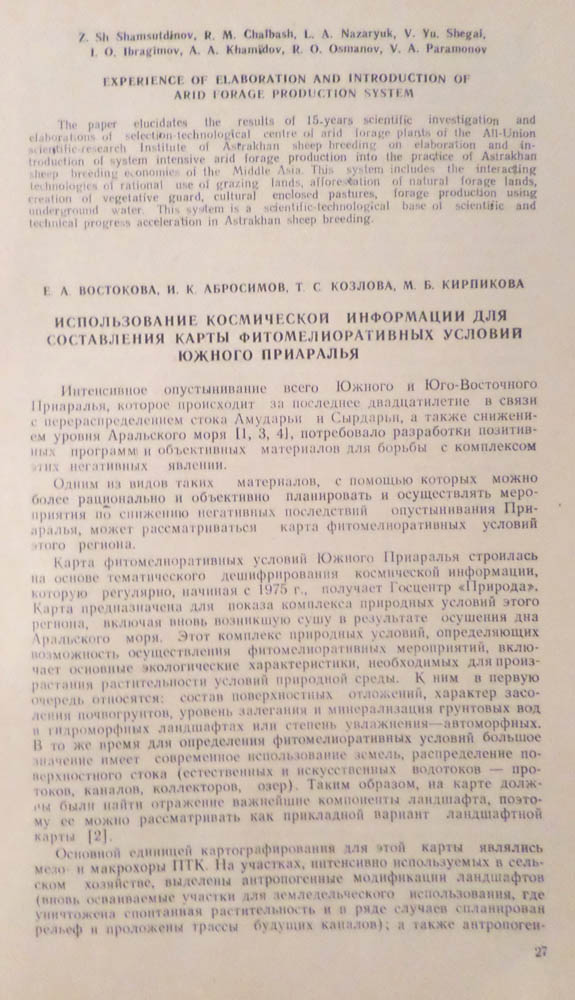 Z. Sh Shamsutdinov, R. M. Chalbash, L. A. Nazaryuk, V. Yu. Shegai,
I. O. Ibragimov, A. A. Khamidov, R. O. Osmanov, V. A. Paramonov
EXPERIENCE OF ELABORATION AND INTRODUCTION OF
ARID FORAGE PRODUCTION SYSTEM
The paper elucidates the results of 15-years scientific investigation and
elaborations of selection-technological centre of arid forage plants of the All-Union
scientific-research Institute of Astrakhan sheep breeding on elaboration and in-
troduction of system intensive arid forage production into the practice of Astrakhan
sheep breeding economies of the Middle Asia. This system includes the interacting
technologies of rational use of grazing lands, afforestation of natural forage lands,
creation of vegetative guard, cultural enclosed pastures, forage production using
underground water. This system is a scientific-technological base of scientific and
technical progress acceleration in Astrakhan sheep breeding.
Е. А. ВОСТОКОВА, И. К. АБРОСИМОВ, Т. С. КОЗЛОВА, М. Б. КИРПИКОВА
ИСПОЛЬЗОВАНИЕ КОСМИЧЕСКОЙ ИНФОРМАЦИИ ДЛЯ
СОСТАВЛЕНИЯ КАРТЫ ФИТОМЕЛИОРАТИВНЫХ УСЛОВИЙ
ЮЖНОГО ПРИАРАЛЬЯ
Интенсивное опустынивание всего Южного и Юго-Восточного
Приаралья, которое происходит за последнее двадцатилетие в связи
с перераспределением стока Амударьи и Сырдарьи, а также снижени-
ем уровня Аральского моря [1, 3, 4], потребовало разработки позитив-
ных программ и объективных материалов для борьбы с комплексом
этих негативных явлении.
Одним из видов таких материалов, с помощью которых можно
более рационально и объективно планировать и осуществлять меро-
приятия по снижению негативных последствий опустынивания При-
аралья, может рассматриваться карта фитомелиоративных условий
этого региона.
Карта фитомелиоративных условий Южного Приаралья строилась
на основе тематического дешифрирования космической информации,
которую регулярно, начиная с 1975 г., получает Госцентр «Природа».
Карта предназначена для показа комплекса природных условий этого
региона, включая вновь возникшую сушу в результате осушения дна
Аральского моря. Этот комплекс природных условий, определяющих
возможность осуществления фитомелиоративных мероприятий, вклю-
чает основные экологические характеристики, необходимых для произ-
растания растительности условий природной среды. К ним в первую
очередь относятся: состав поверхностных отложений, характер засо-
ления почвогрунтов, уровень залегания и минерализация грунтовых вод
в гидроморфных ландшафтах или степень увлажнения—автоморфных.
В то же время для определения фитомелиоративных условий большое
значение имеет современное использование земель, распределение по-
верхностного стока (естественных и искусственных водотоков — про-
токов, каналов, коллекторов, озер). Таким образом, на карте долж-
ны были найти отражение важнейшие компоненты ландшафта, поэто-
му ее можно рассматривать как прикладной вариант ландшафтной
карты [2].
Основной единицей картографирования для этой карты являлись
мезо- и макрохоры ПТК. На участках, интенсивно используемых в сель-
ском хозяйстве, выделены антропогенные модификации ландшафтов
(вновь осваиваемые участки для земледельческого использования, где
уничтожена спонтанная растительность и в ряде случаев спланирован
рельеф и проложены трассы будущих каналов); а также антропоген-
27